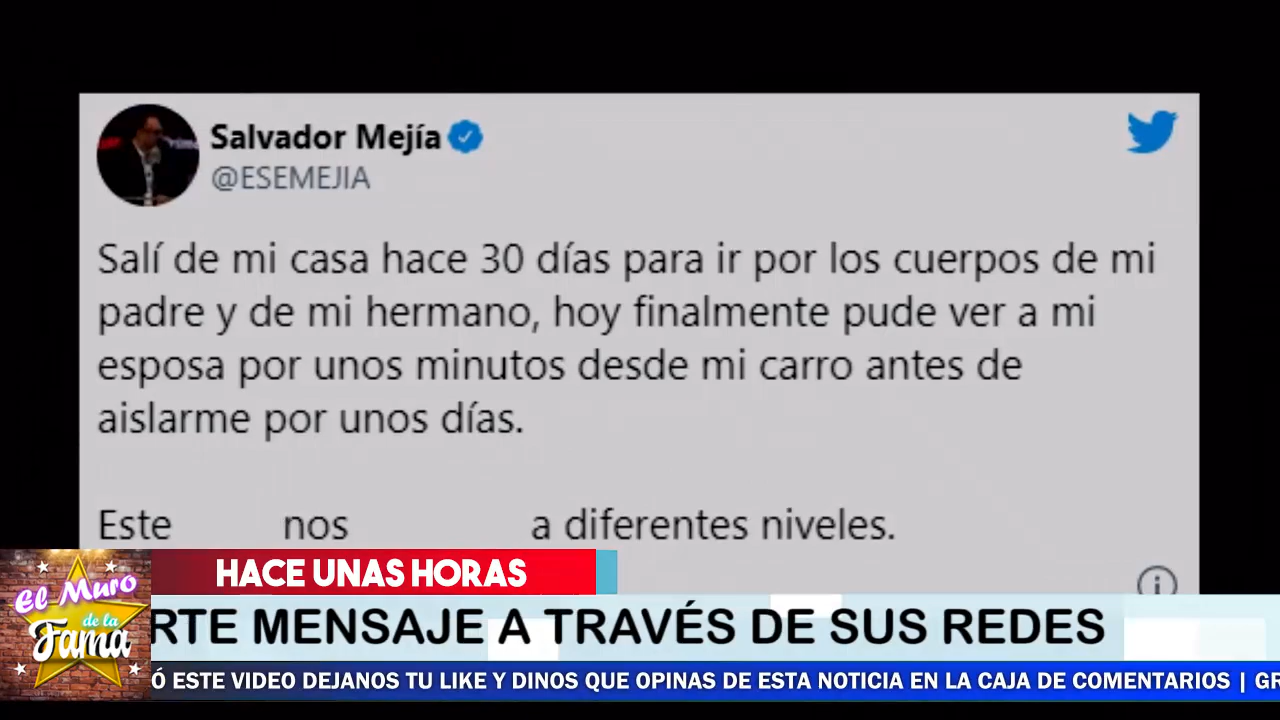 Salvador Mejía
@ESEMEJIA
Salí de mi casa hace 30 días para ir por los cuerpos de mi
padre y de mi hermano, hoy finalmente pude ver a mi
esposa por unos minutos desde mi carro antes de
aislarme por unos días.
Este nos a diferentes niveles.
HACE UNAS HORAS
El Muro
de la
Fama
RTE MENSAJE A TRAVÉS DE SUS REDES
Ó ESTE VIDEO DEJANOS TU LIKE Y DINOS QUE OPINAS DE ESTA NOTICIA EN LA CAJA DE COMENTARIOS | GR